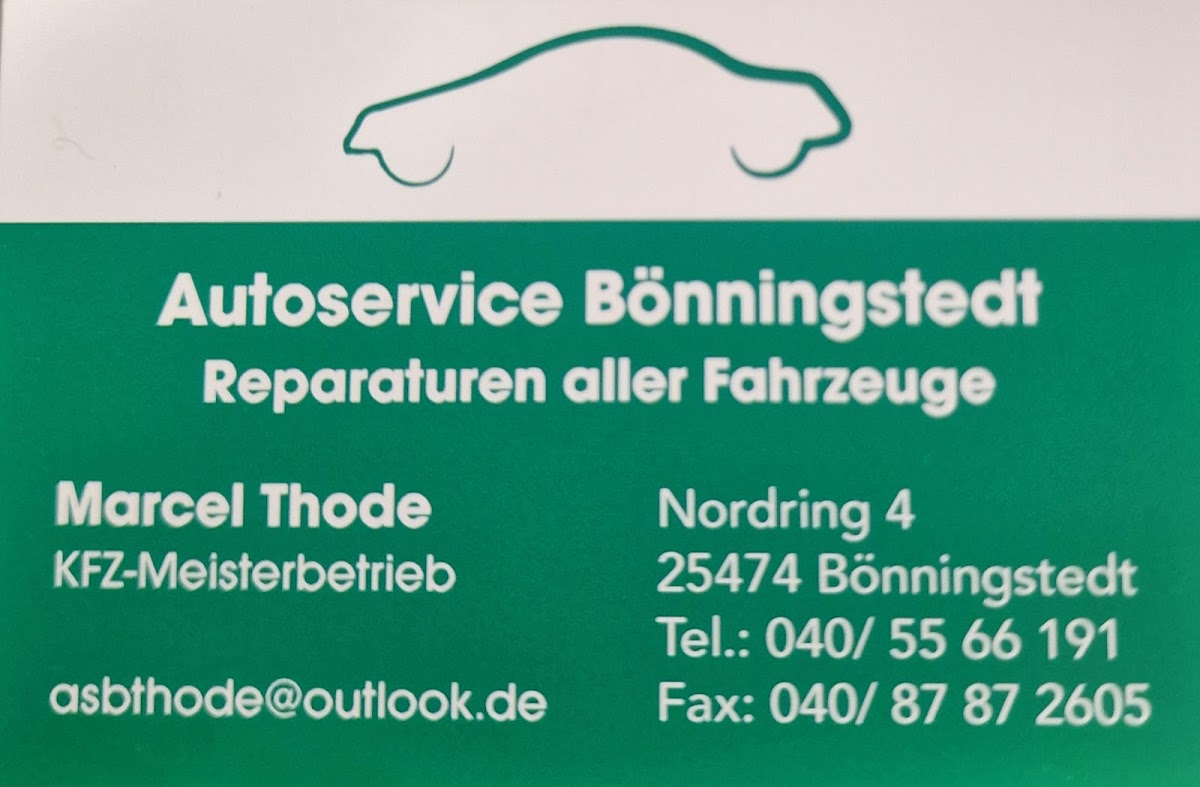 Autoservice Bönningstedt
Reparaturen aller Fahrzeuge
Marcel Thode
KFZ-Meisterbetrieb
asbthode@outlook.de
Nordring 4
25474 Bönningstedt
Tel.: 040/ 55 66 191
Fax: 040/ 87 87 2605